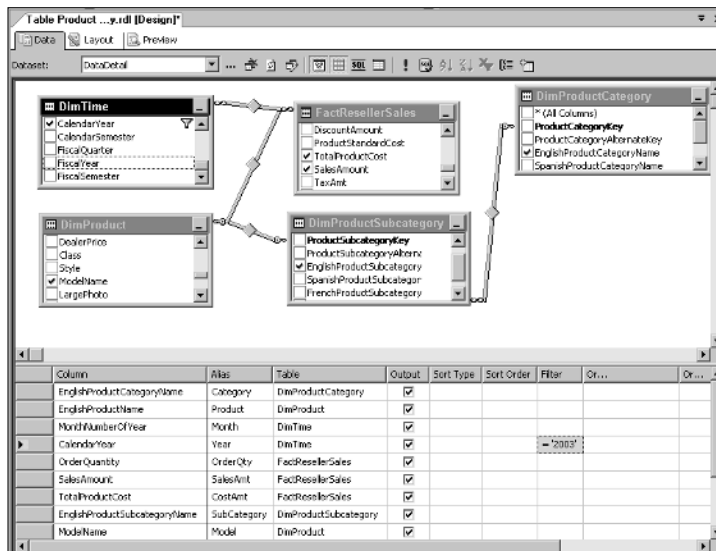 Table Product ...y.rdl [Design]*
Data Layout Preview
Dataset: DataDetail ... SQL !
DimTime
CalendarYear
CalendarSemester
FiscalQuarter
FiscalYear
FiscalSemester
FactResellerSales
DiscountAmount
ProductStandardCost
TotalProductCost
SalesAmount
TaxAmt
DimProductCategory
* (All Columns)
ProductCategoryKey
ProductCategoryAlternateKey
EnglishProductCategoryName
SpanishProductCategoryName
DimProduct
DealerPrice
Class
Style
ModelName
LargePhoto
DimProductSubcategory
ProductSubcategoryKey
ProductSubcategoryAlterna
EnglishProductSubcategory
SpanishProductSubcategor
FrenchProductSubcategory
Column Alias Table Output Sort Type Sort Order Filter Or... Or...
EnglishProductCategoryName Category DimProductCategory
EnglishProductName Product DimProduct
MonthNumberOfYear Month DimTime
CalendarYear Year DimTime = '2003'
OrderQuantity OrderQty FactResellerSales
SalesAmount SalesAmt FactResellerSales
TotalProductCost CostAmt FactResellerSales
EnglishProductSubcategoryName SubCategory DimProductSubcategory
ModelName Model DimProduct